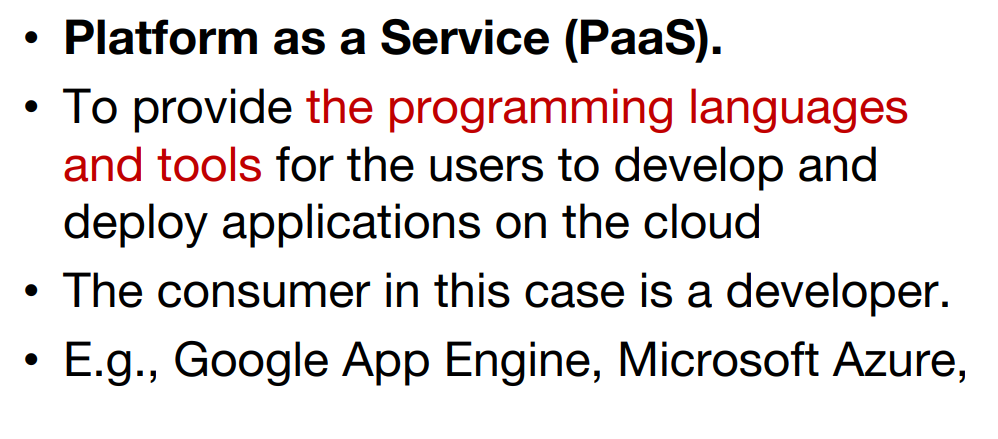 • Platform as a Service (PaaS).
• To provide the programming languages
and tools for the users to develop and
deploy applications on the cloud
• The consumer in this case is a developer.
• E.g., Google App Engine, Microsoft Azure,